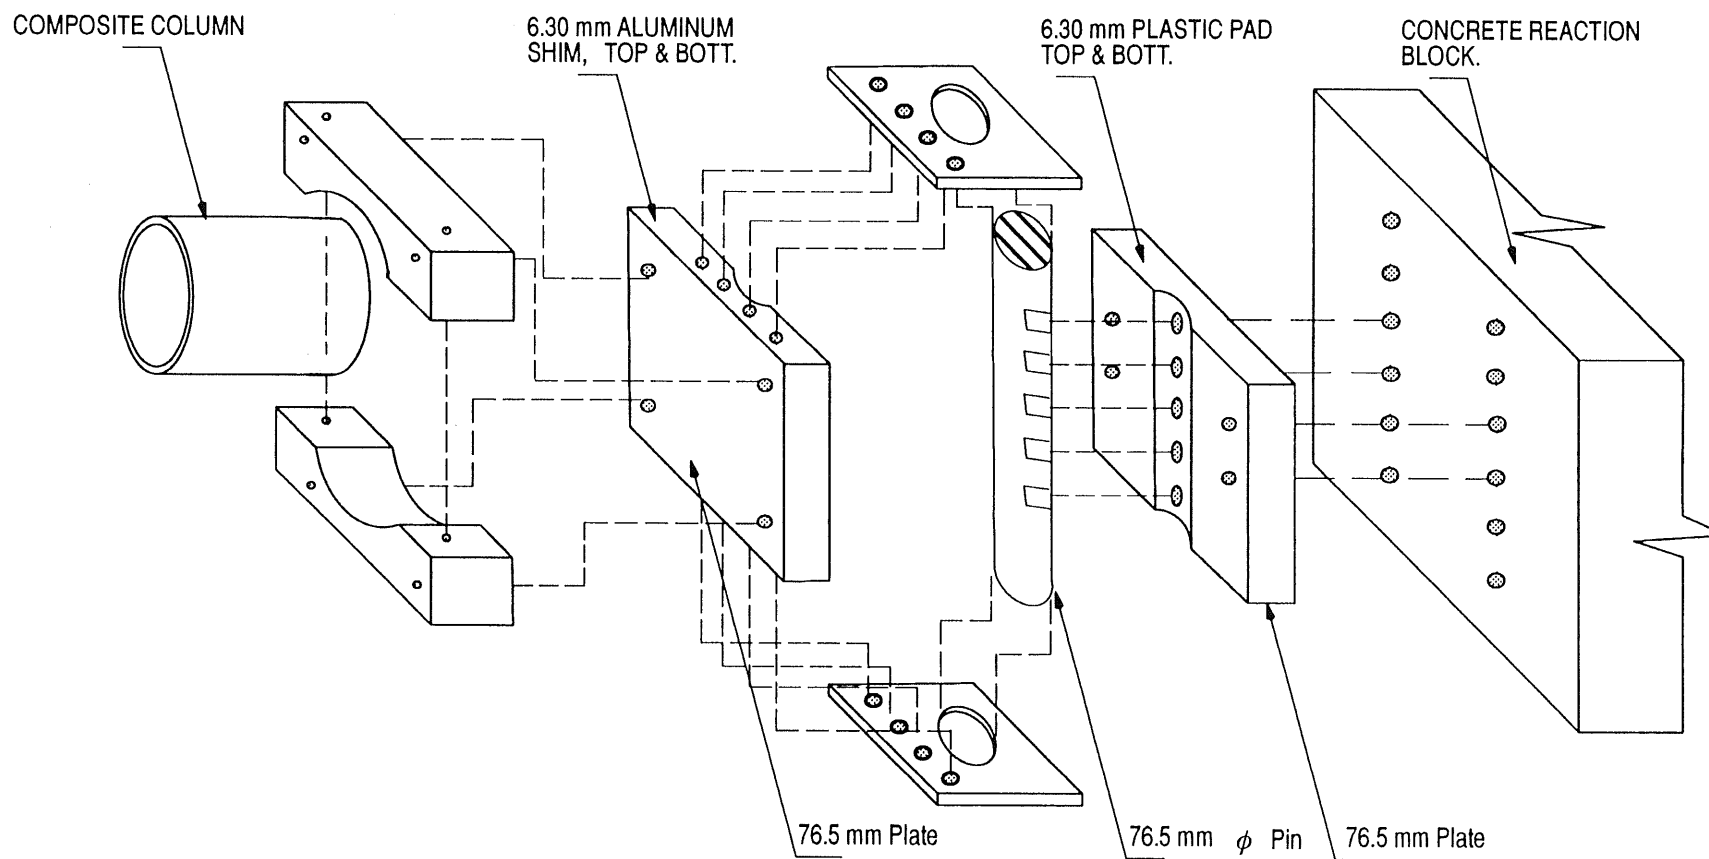 COMPOSITE COLUMN
6.30 mm ALUMINUM
SHIM, TOP & BOTT.
6.30 mm PLASTIC PAD
TOP & BOTT.
CONCRETE REACTION
BLOCK.
76.5 mm Plate
76.5 mm ϕ Pin
76.5 mm Plate